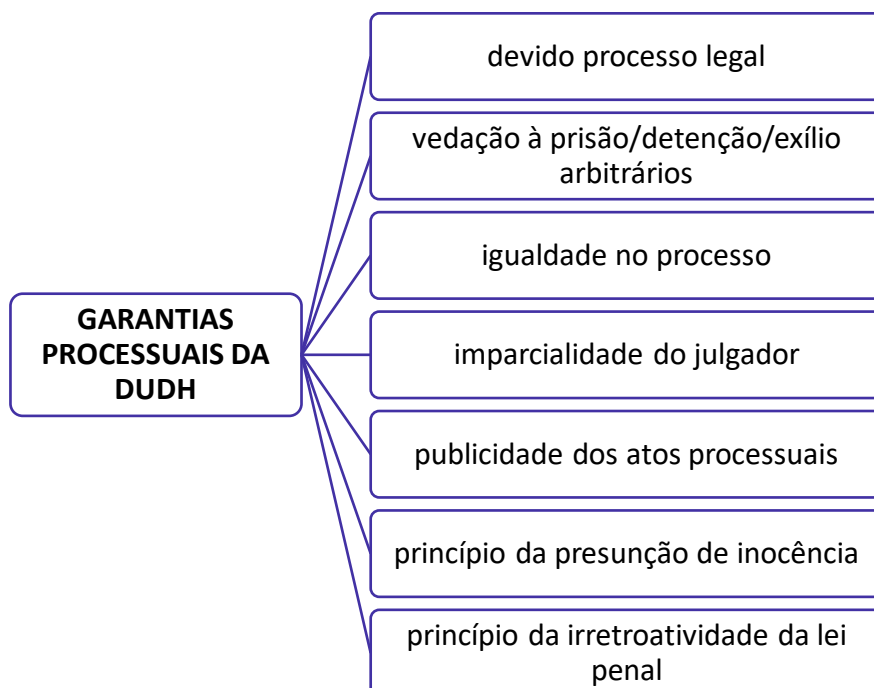 devido processo legal
vedação à prisão/detenção/exílio
arbitrários
igualdade no processo
GARANTIAS
PROCESSUAIS DA
DUDH
imparcialidade do julgador
publicidade dos atos processuais
princípio da presunção de inocência
princípio da irretroatividade da lei
penal